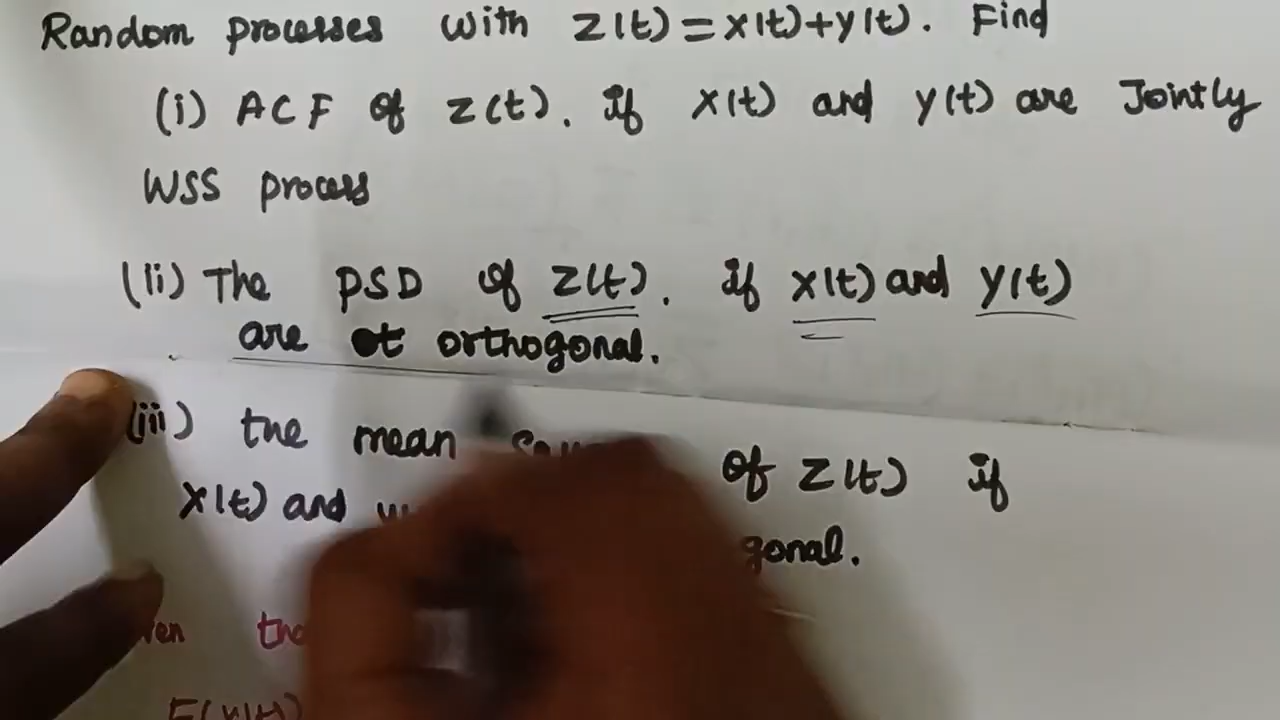 Random processes with Z(t)=X(t)+Y(t). Find
(i) ACF of Z(t). if X(t) and Y(t) are Jointly
WSS process
(ii) The PSD of Z(t). if X(t) and Y(t)
are orthogonal.
(iii) the mean of Z(t) if
X(t) and gonal.
E(X(t))